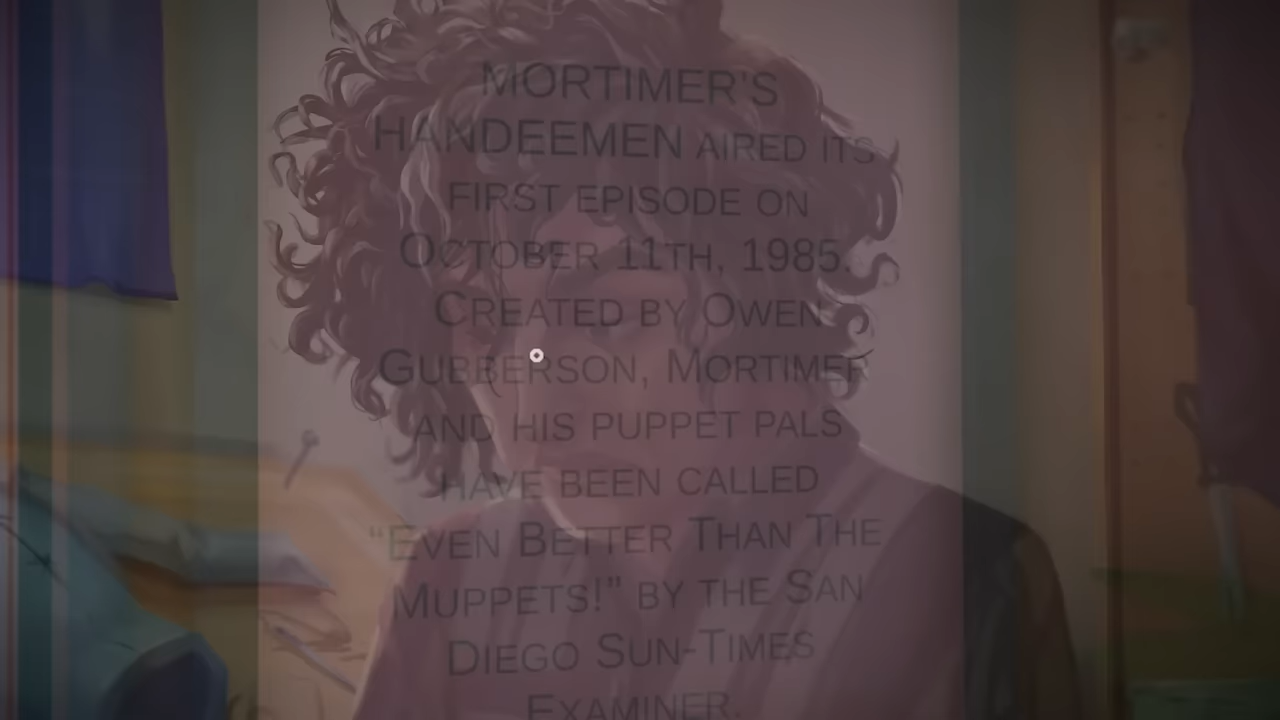 MORTIMER'S
HANDEEMEN AIRED ITS
FIRST EPISODE ON
OCTOBER 11TH, 1985.
CREATED BY OWEN
GUBBERSON, MORTIMER
AND HIS PUPPET PALS
HAVE BEEN CALLED
“EVEN BETTER THAN THE
MUPPETS!” BY THE SAN
DIEGO SUN-TIMES
EXAMINER.